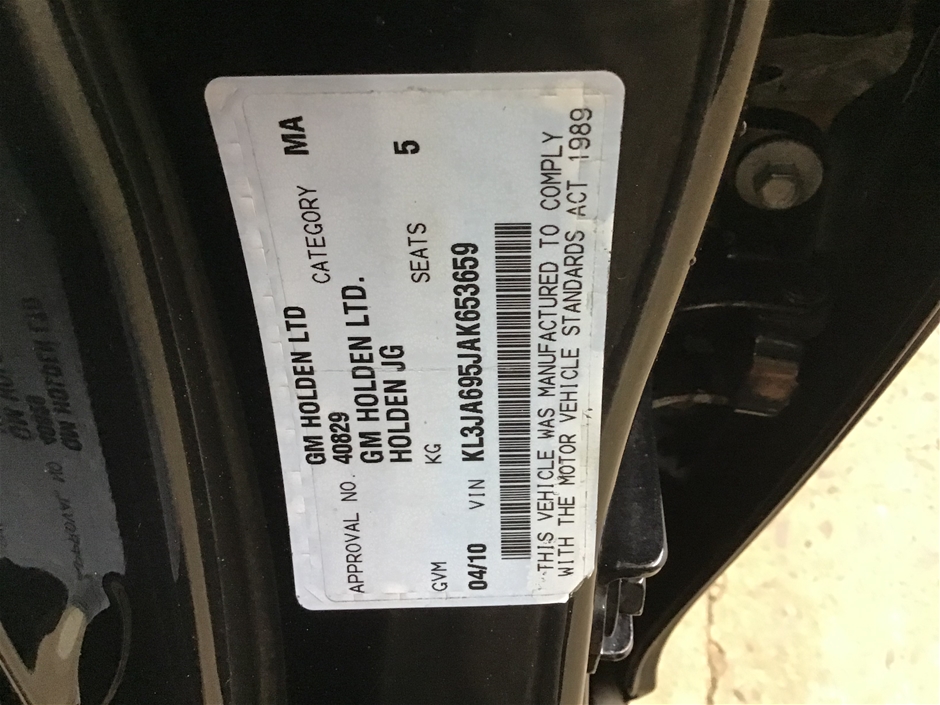 GM HOLDEN LTD
APPROVAL NO. 40829 CATEGORY MA
GM HOLDEN LTD.
HOLDEN JG SEATS 5
GVM KG
04/10 VIN KL3JA695JAK653659
THIS VEHICLE WAS MANUFACTURED TO COMPLY
WITH THE MOTOR VEHICLE STANDARDS ACT 1989